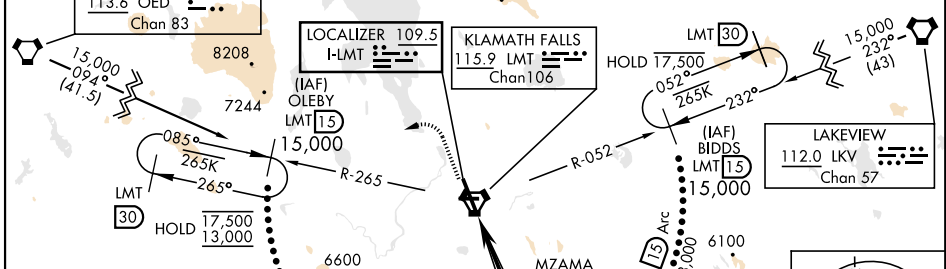 113.6 OED
Chan 83
15,000
094°
(41.5)
8208
7244
LOCALIZER 109.5
I-LMT
KLAMATH FALLS
115.9 LMT
Chan 106
LMT 30
HOLD 17,500
052°
265K
232°
15,000
232°
(43)
(IAF)
OLEBY
LMT 15
15,000
085°
265K
265°
LMT
30
HOLD 17,500
13,000
R-265
R-052
(IAF)
BIDDS
LMT 15
15,000
LAKEVIEW
112.0 LKV
Chan 57
15 Arc
6100
6600
MZAMA